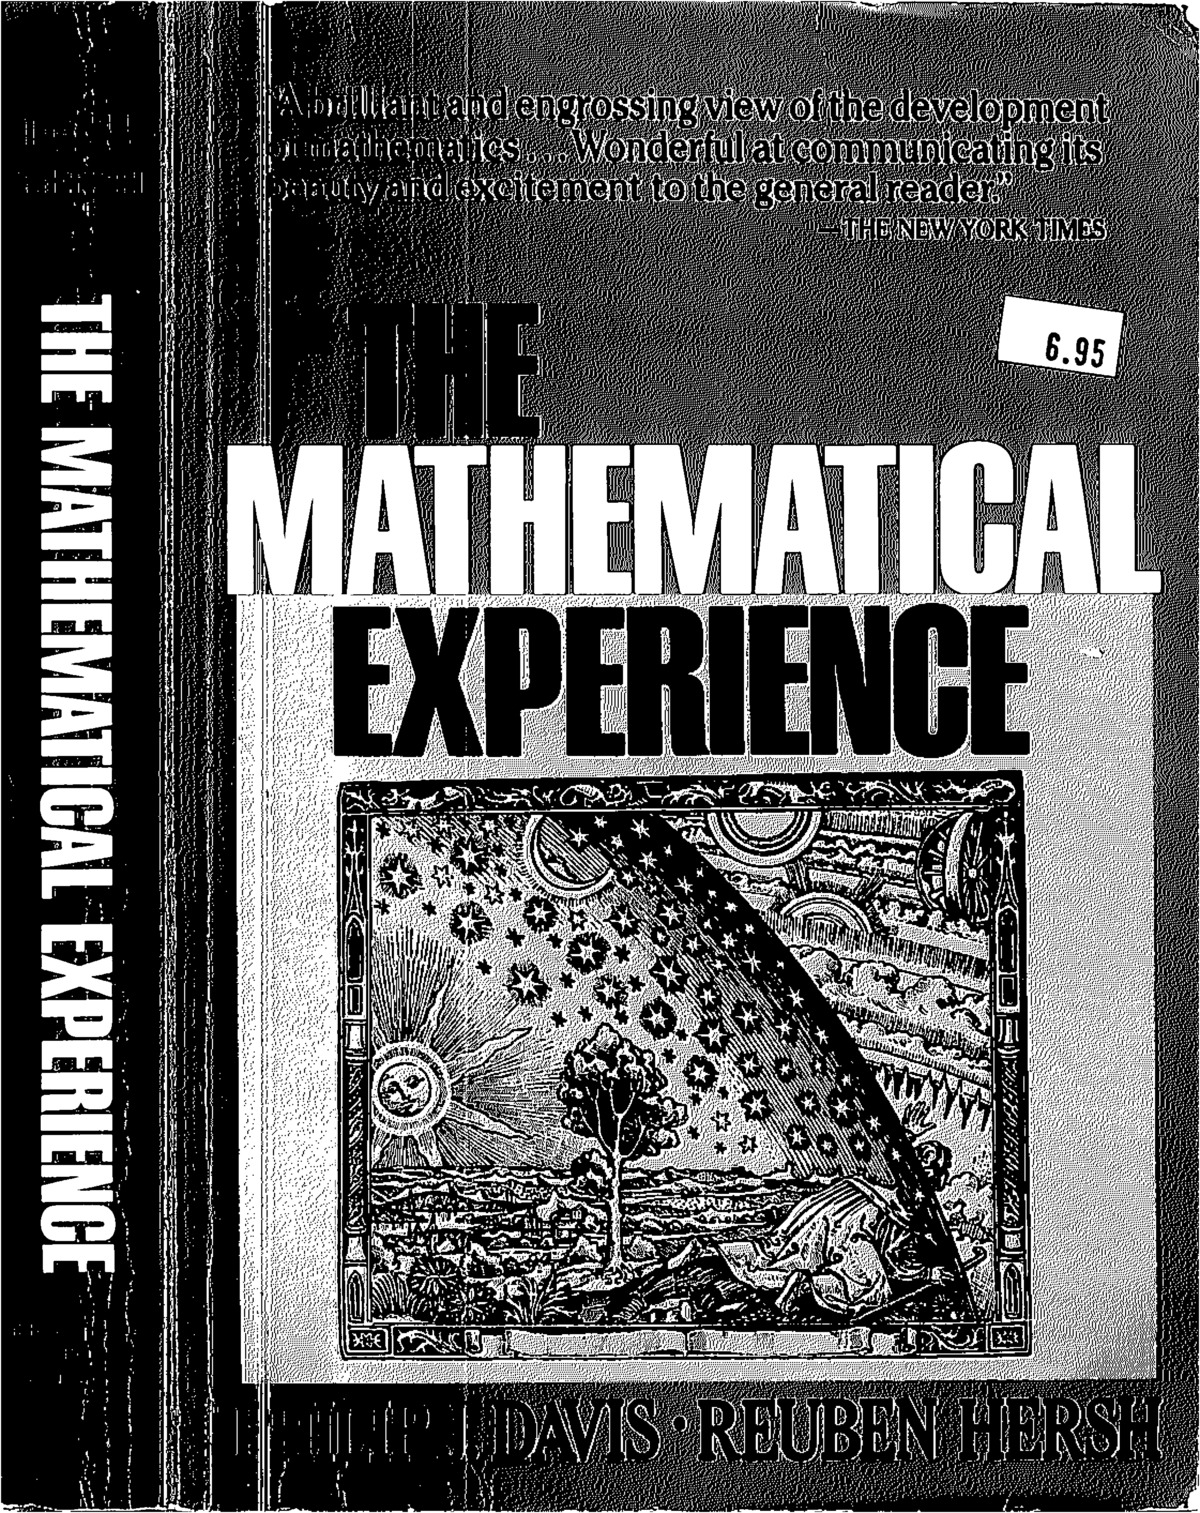 "A brilliant and engrossing view of the development
of mathematics ... Wonderful at communicating its
beauty and excitement to the general reader."
—THE NEW YORK TIMES
6.95
THE
MATHEMATICAL
EXPERIENCE
PHILIP J. DAVIS · REUBEN HERSH
THE MATHEMATICAL EXPERIENCE